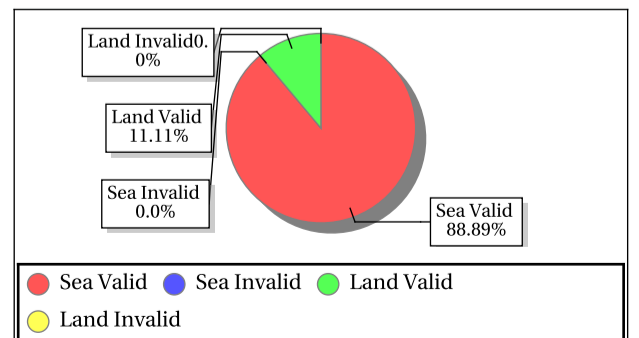 Land Invalid0.
0%
Land Valid
11.11%
Sea Invalid
0.0%
Sea Valid
88.89%
Sea Valid Sea Invalid Land Valid
Land Invalid